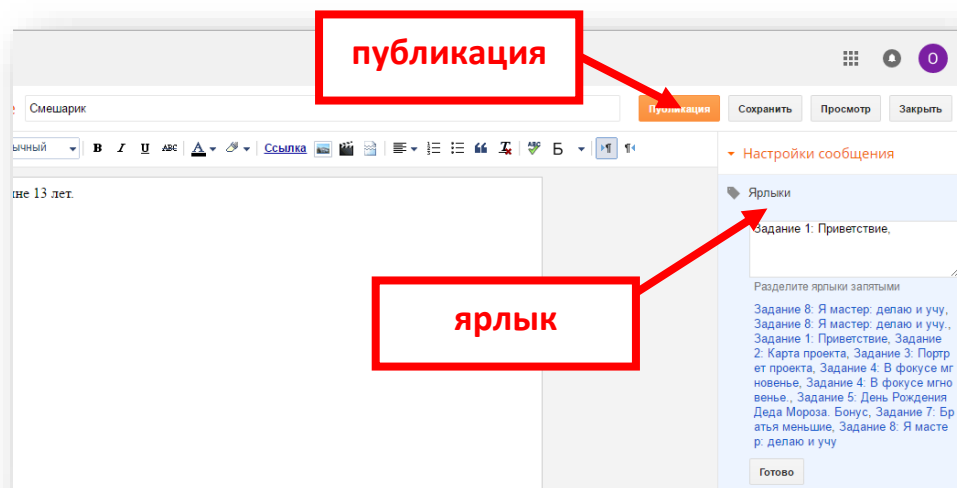 публикация
О
Смешарик
Публикация
Сохранить
Просмотр
Закрыть
ычный
B I U ABC A Ссылка ABC Б
Настройки сообщения
не 13 лет.
Ярлыки
Задание 1: Приветствие,
ярлык
Разделите ярлыки запятыми
Задание 8: Я мастер: делаю и учу,
Задание 8: Я мастер: делаю и учу.,
Задание 1: Приветствие, Задание
2: Карта проекта, Задание 3: Портр
ет проекта, Задание 4: В фокусе мг
новенье, Задание 4: В фокусе мгно
венье., Задание 5: День Рождения
Деда Мороза. Бонус, Задание 7: Бр
атья меньшие, Задание 8: Я масте
р: делаю и учу
Готово